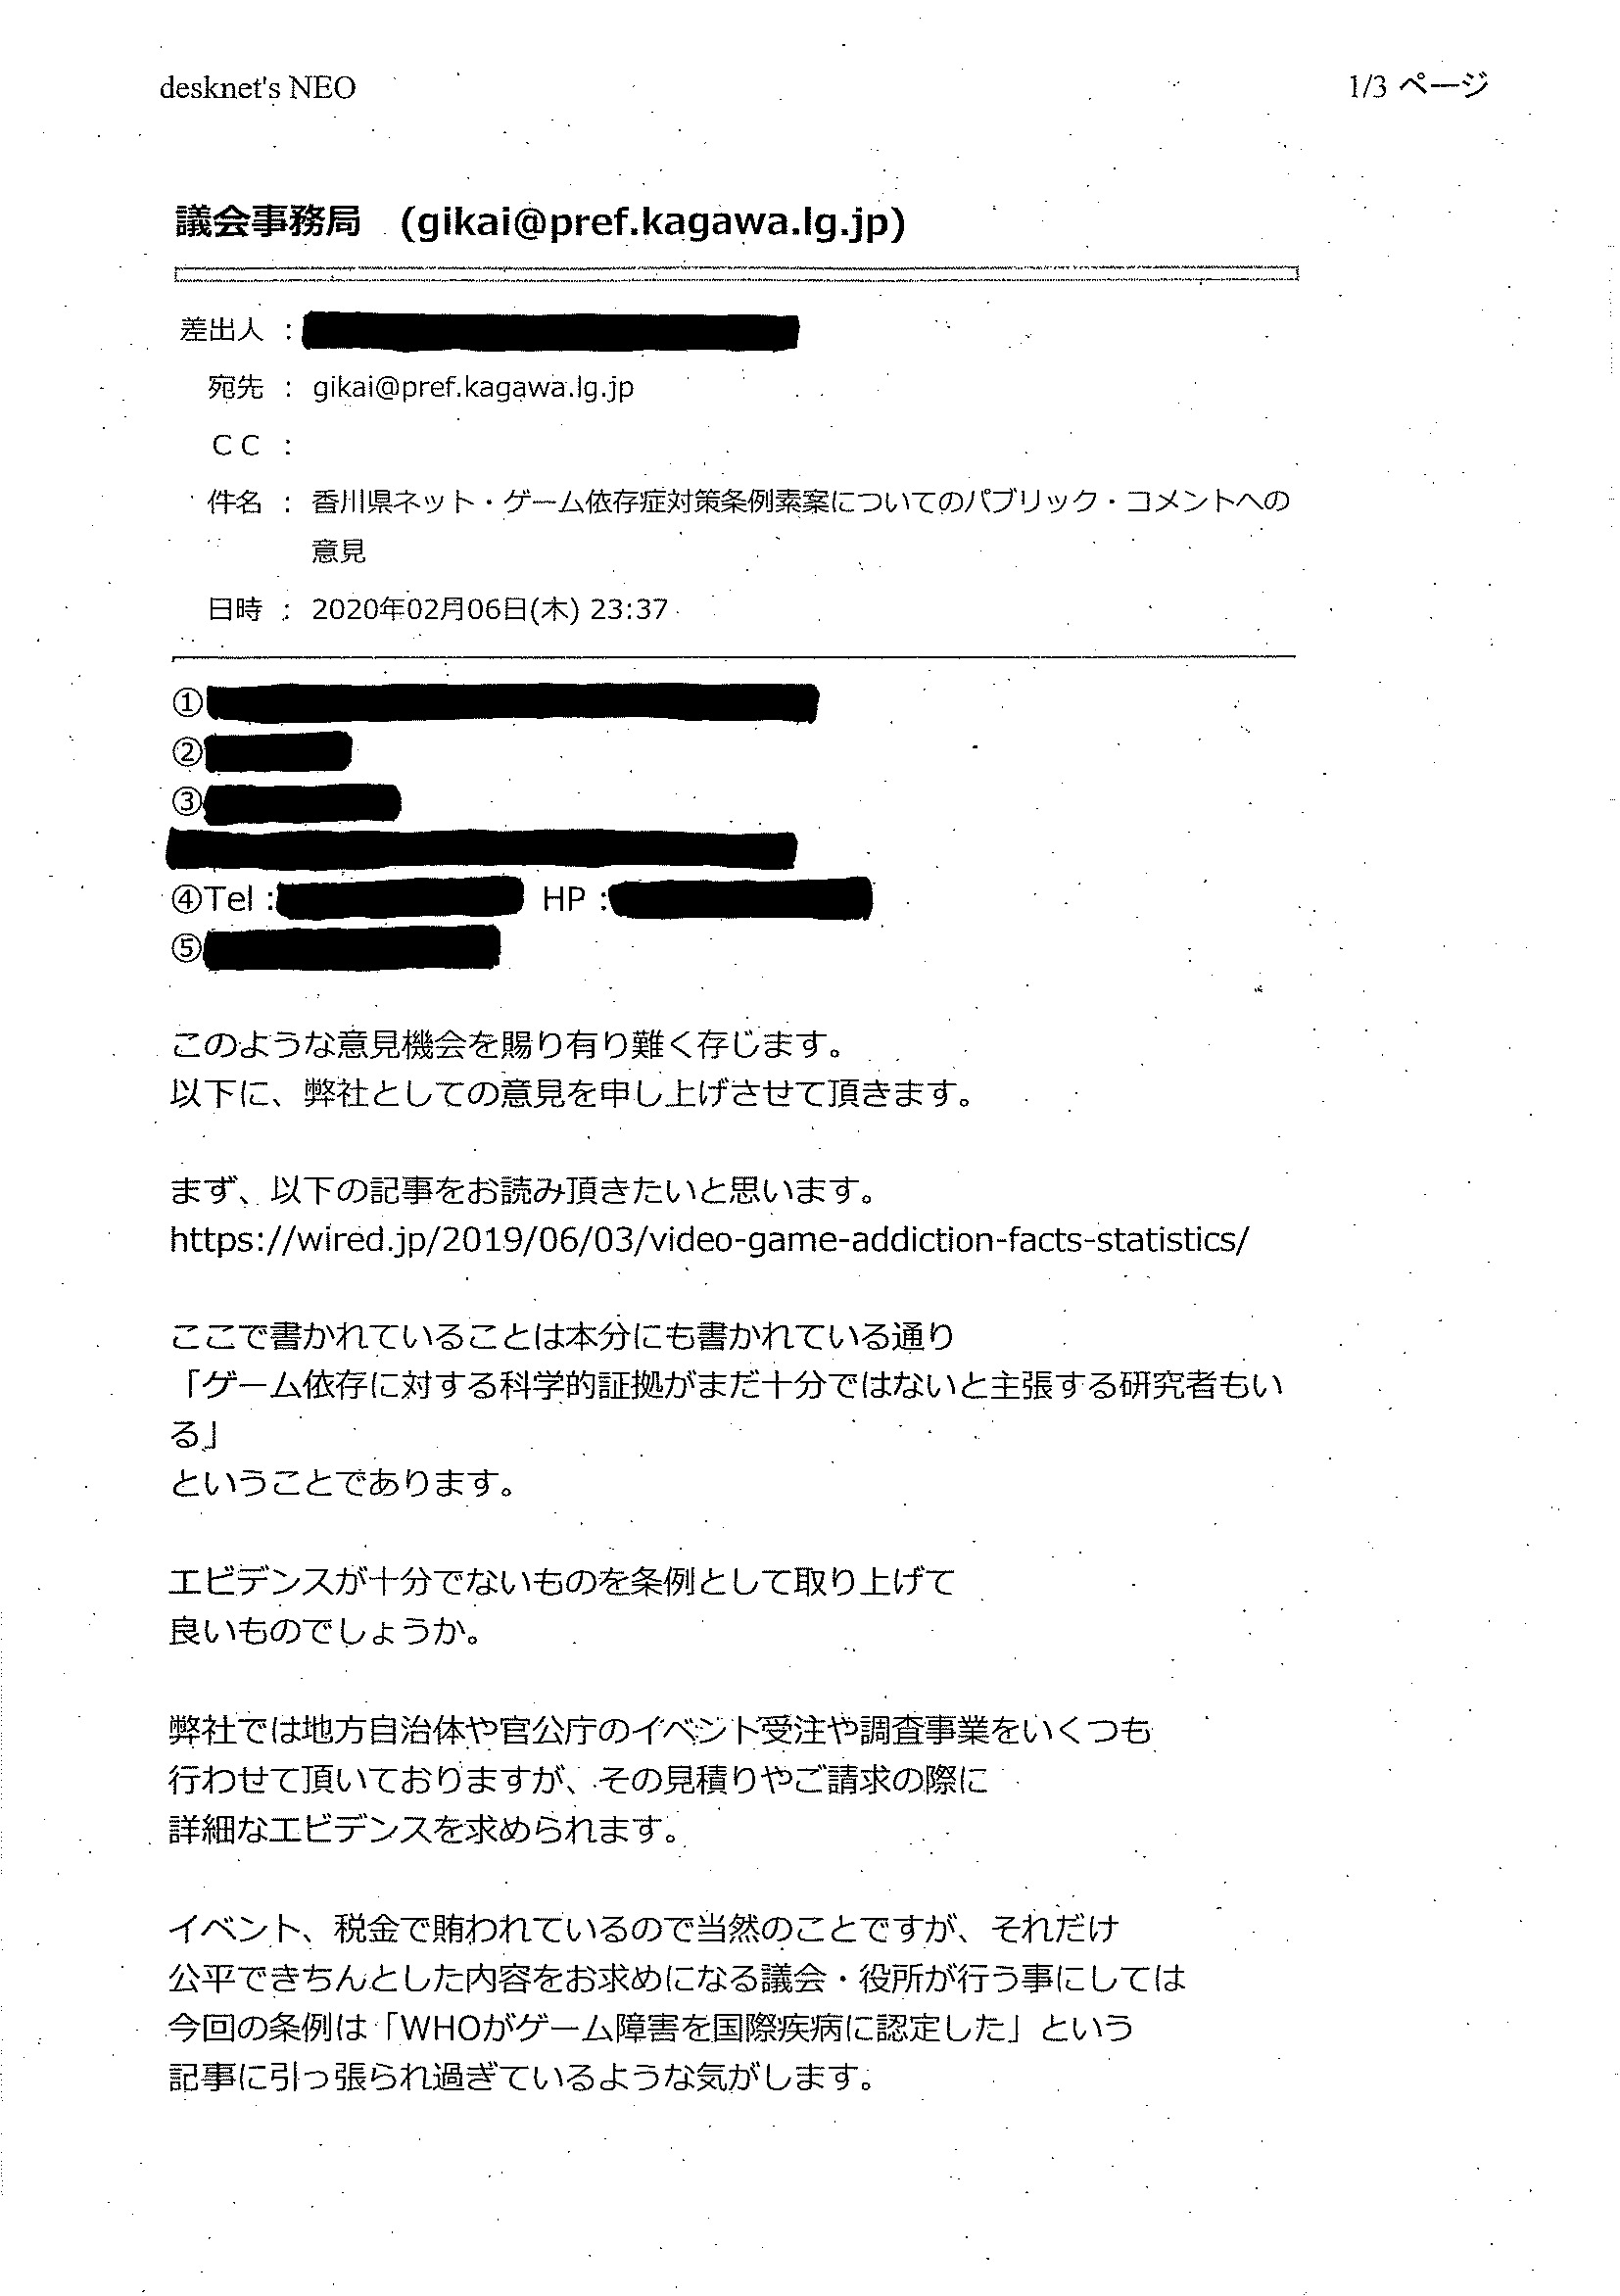 desknet's NEO
1/3 ページ
議会事務局 (gikai@pref.kagawa.lg.jp)
差出人 :
宛先 : gikai@pref.kagawa.lg.jp
ＣＣ :
件名 : 香川県ネット・ゲーム依存症対策条例素案についてのパブリック・コメントへの
意見
日時 : 2020年02月06日(木) 23:37
①
②
③
④Tel : HP :
⑤
このような意見機会を賜り有り難く存じます。
以下に、弊社としての意見を申し上げさせて頂きます。
まず、以下の記事をお読み頂きたいと思います。
https://wired.jp/2019/06/03/video-game-addiction-facts-statistics/
ここで書かれていることは本分にも書かれている通り
「ゲーム依存に対する科学的証拠がまだ十分ではないと主張する研究者もい
る」
ということであります。
エビデンスが十分でないものを条例として取り上げて
良いものでしょうか。
弊社では地方自治体や官公庁のイベント受注や調査事業をいくつも
行わせて頂いておりますが、その見積りやご請求の際に
詳細なエビデンスを求められます。
イベント、税金で賄われているので当然のことですが、それだけ
公平できちんとした内容をお求めになる議会・役所が行う事にしては
今回の条例は「WHOがゲーム障害を国際疾病に認定した」という
記事に引っ張られ過ぎているような気がします。